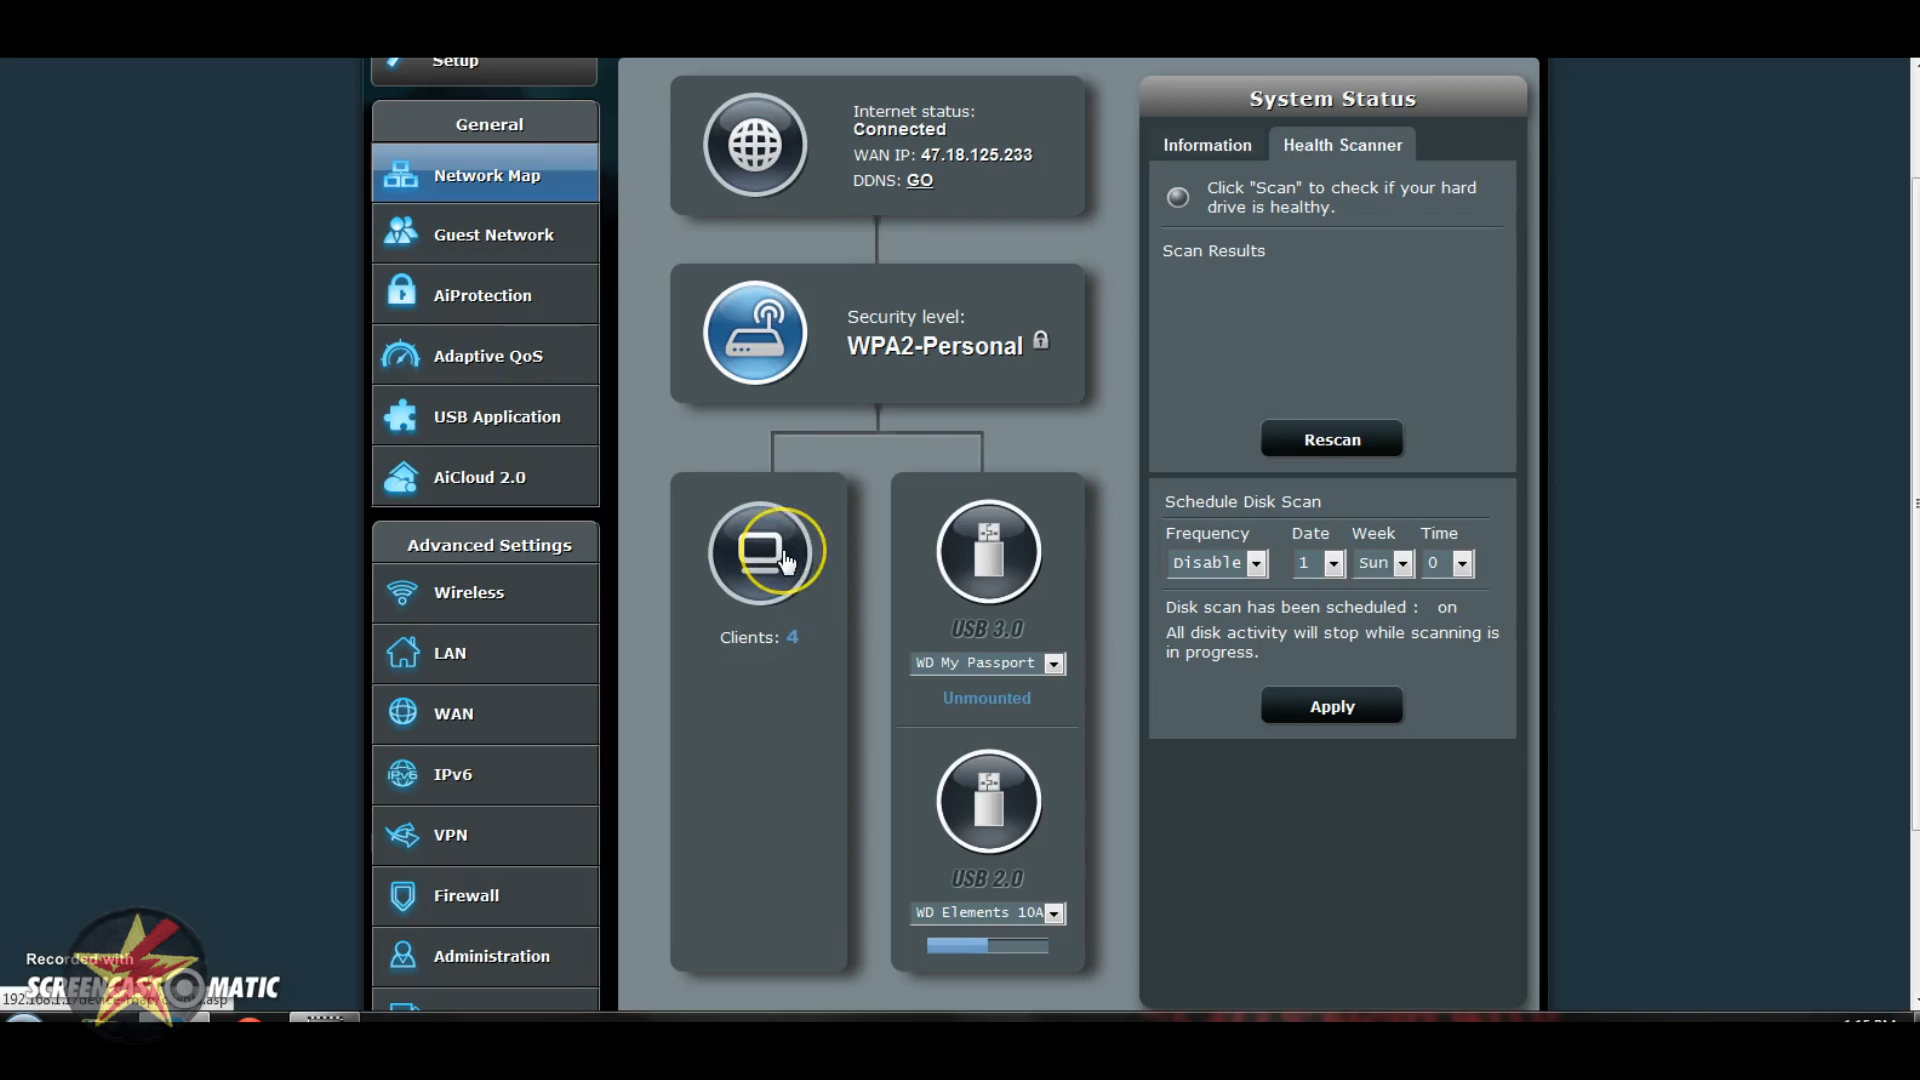 Setup
General
Network Map
Guest Network
AiProtection
Adaptive QoS
USB Application
AiCloud 2.0
Advanced Settings
Wireless
LAN
WAN
IPv6
IPv6
VPN
Firewall
Administration
Internet status:
Connected
WAN IP: 47.18.125.233
DDNS: GO
Security level:
WPA2-Personal
Clients: 4
USB 3.0
WD My Passport
Unmounted
USB 2.0
WD Elements 10A
System Status
Information Health Scanner
Click "Scan" to check if your hard
drive is healthy.
Scan Results
Rescan
Schedule Disk Scan
Frequency Date Week Time
Disable 1 Sun 0
Disk scan has been scheduled : on
All disk activity will stop while scanning is
in progress.
Apply
Recorded with
SCREENCAST MATIC